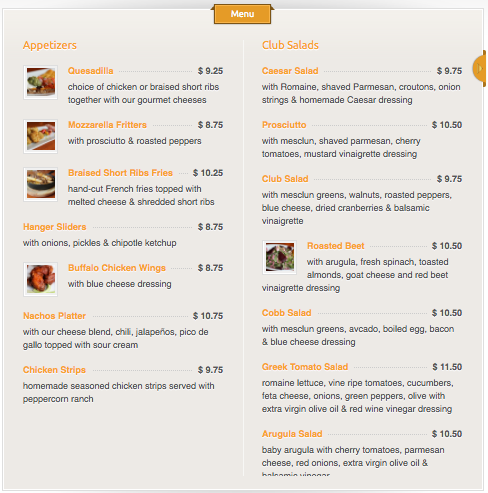 Menu
Appetizers
Quesadilla $ 9.25
choice of chicken or braised short ribs
together with our gourmet cheeses
Mozzarella Fritters $ 8.75
with prosciutto & roasted peppers
Braised Short Ribs Fries $ 10.25
hand-cut French fries topped with
melted cheese & shredded short ribs
Hanger Sliders $ 8.75
with onions, pickles & chipotle ketchup
Buffalo Chicken Wings $ 8.75
with blue cheese dressing
Nachos Platter $ 10.75
with our cheese blend, chili, jalapeños, pico de
gallo topped with sour cream
Chicken Strips $ 9.75
homemade seasoned chicken strips served with
peppercorn ranch
Club Salads
Caesar Salad $ 9.75
with Romaine, shaved Parmesan, croutons, onion
strings & homemade Caesar dressing
Prosciutto $ 10.50
with mesclun, shaved parmesan, cherry
tomatoes, mustard vinaigrette dressing
Club Salad $ 9.75
with mesclun greens, walnuts, roasted peppers,
blue cheese, dried cranberries & balsamic
vinaigrette
Roasted Beet $ 10.50
with arugula, fresh spinach, toasted
almonds, goat cheese and red beet
vinaigrette dressing
Cobb Salad $ 10.50
with mesclun greens, avcado, boiled egg, bacon
& blue cheese dressing
Greek Tomato Salad $ 11.50
romaine lettuce, vine ripe tomatoes, cucumbers,
feta cheese, onions, green peppers, olive with
extra virgin olive oil & red wine vinegar dressing
Arugula Salad $ 10.50
baby arugula with cherry tomatoes, parmesan
cheese, red onions, extra virgin olive oil &
balsamic vinegar